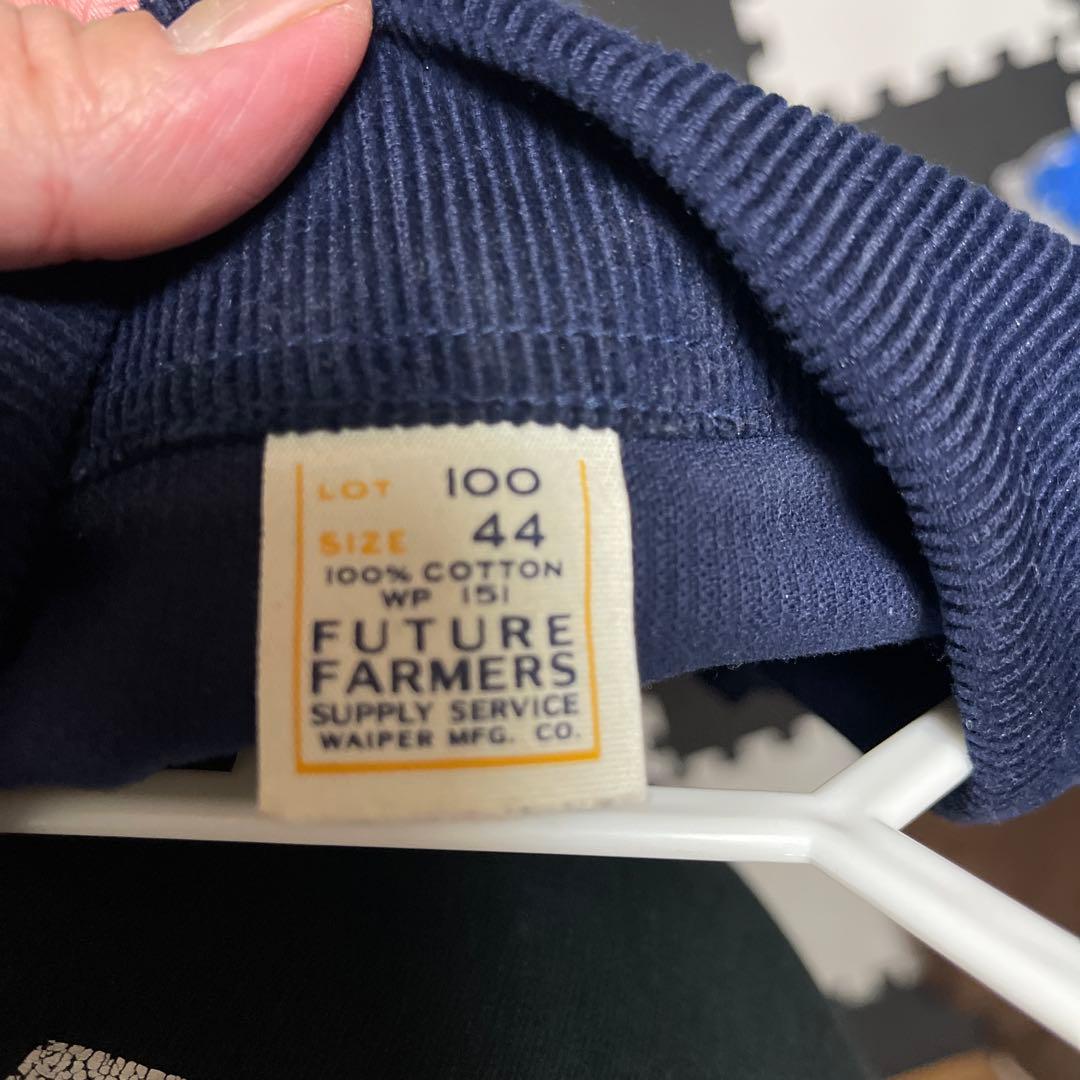 LOT 100
SIZE 44
100% COTTON
WP 151
FUTURE
FARMERS
SUPPLY SERVICE
WAIPER MFG. CO.